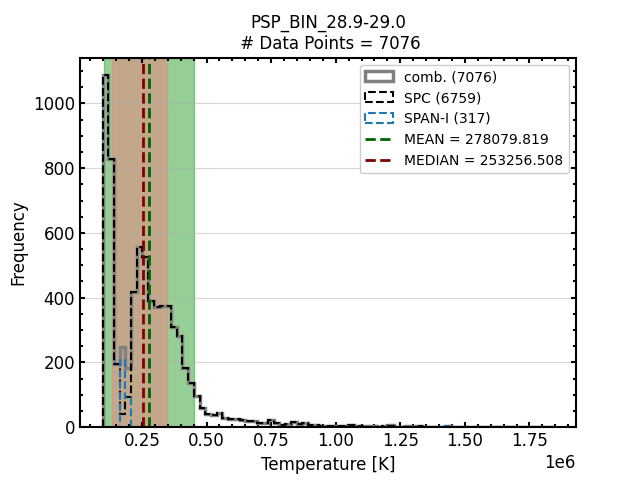 PSP_BIN_28.9-29.0
# Data Points = 7076
comb. (7076)
SPC (6759)
SPAN-I (317)
MEAN = 278079.819
MEDIAN = 253256.508
Frequency
1000
800
600
400
200
0
0.25
0.50
0.75
1.00
1.25
1.50
1.75
1e6
Temperature [K]